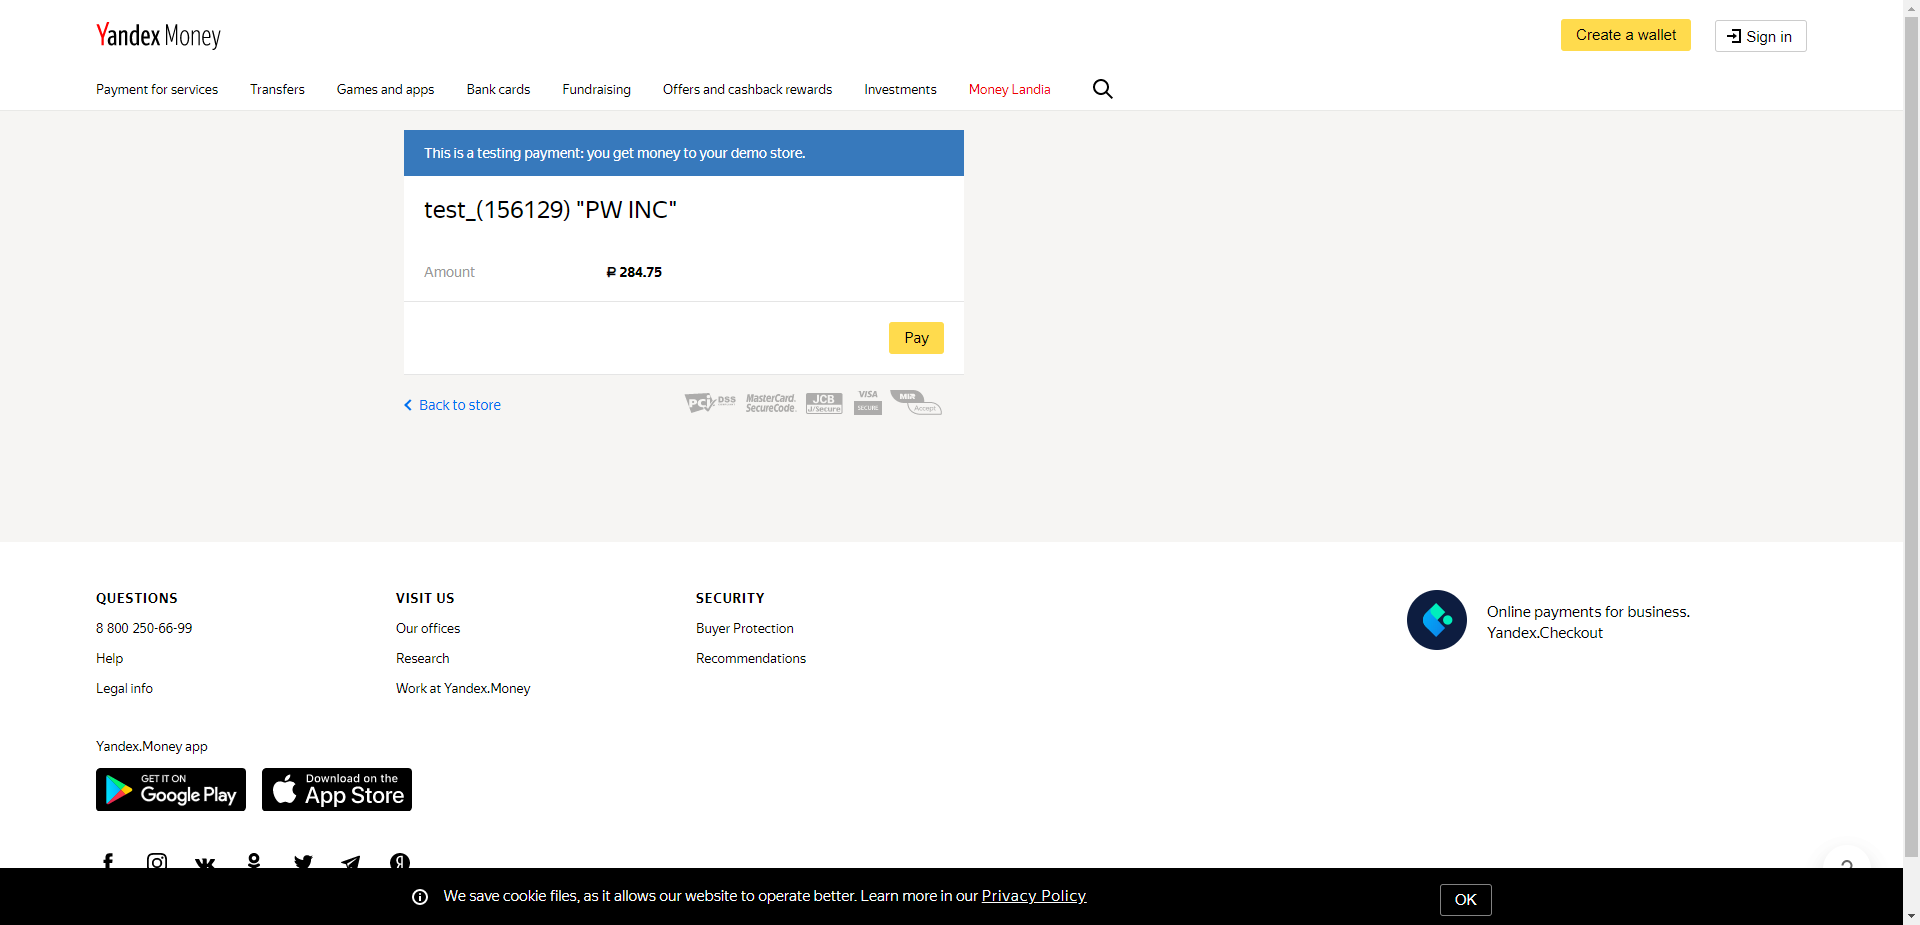 Yandex Money
Create a wallet
Sign in
Payment for services
Transfers
Games and apps
Bank cards
Fundraising
Offers and cashback rewards
Investments
Money Landia
This is a testing payment: you get money to your demo store.
test_(156129) "PW INC"
Amount
₽ 284.75
Pay
Back to store
PCI DSS
MasterCard. SecureCode.
JCB J/Secure
VISA SECURE
MIR Accept
QUESTIONS
8 800 250-66-99
Help
Legal info
VISIT US
Our offices
Research
Work at Yandex.Money
SECURITY
Buyer Protection
Recommendations
Online payments for business.
Yandex.Checkout
Yandex.Money app
GET IT ON
Google Play
Download on the
App Store
We save cookie files, as it allows our website to operate better. Learn more in our Privacy Policy
OK